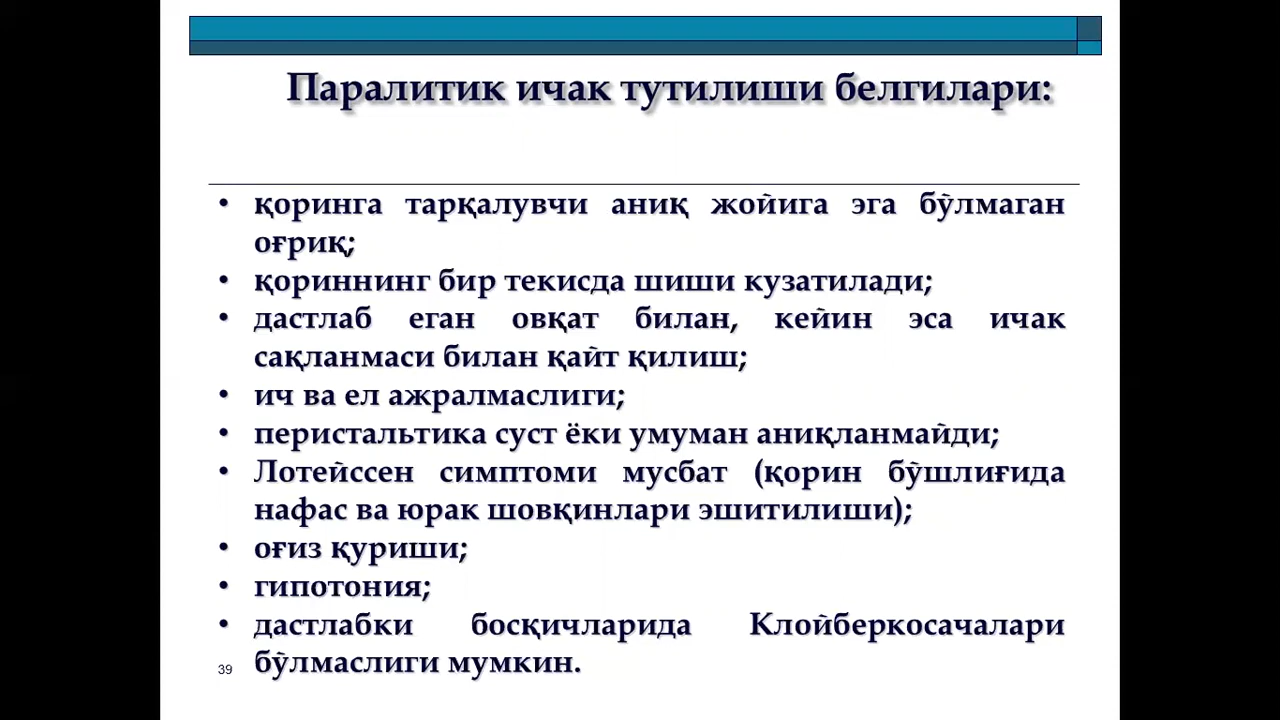 Паралитик ичак тутилиши белгилари:
• қоринга тарқалувчи аниқ жойига эга бўлмаган
оғриқ;
• қориннинг бир текисда шиши кузатилади;
• дастлаб еган овқат билан, кейин эса ичак
сақланмаси билан қайт қилиш;
• ич ва ел ажралмаслиги;
• перистальтика суст ёки умуман аниқланмайди;
• Лотейссен симптоми мусбат (қорин бўшлиғида
нафас ва юрак шовқинлари эшитилиши);
• оғиз қуриши;
• гипотония;
• дастлабки босқичларида Клойберкосачалари
бўлмаслиги мумкин.
39